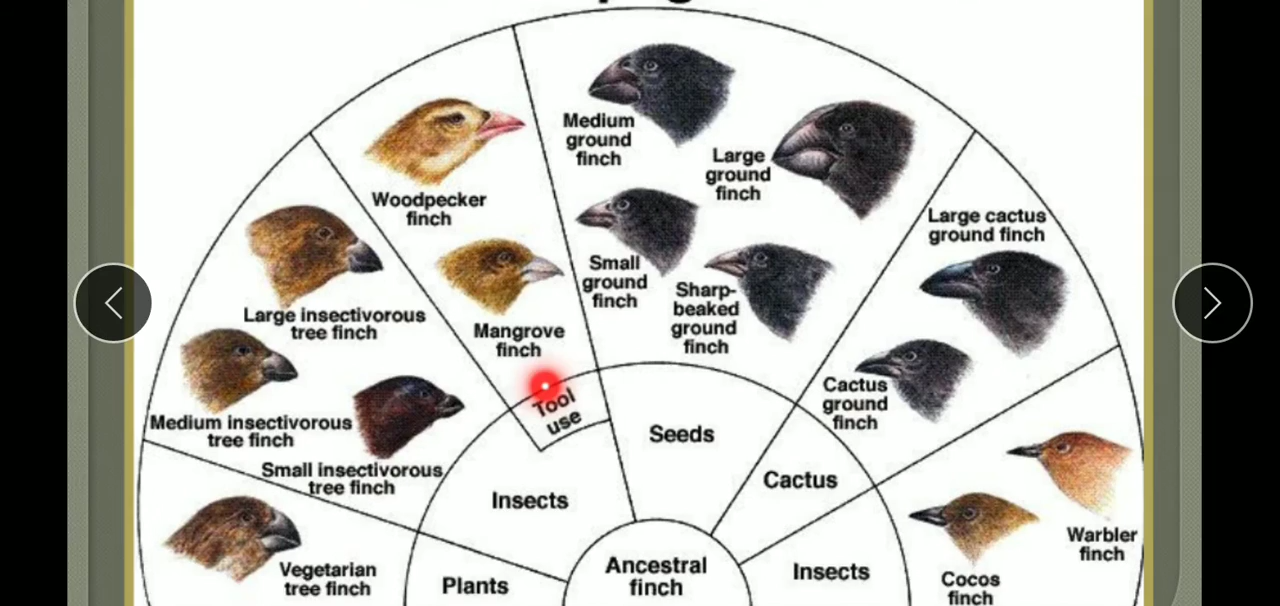 Medium
ground
finch
Large
ground
finch
Woodpecker
finch
Large cactus
ground finch
Small
ground
finch
Sharp-
beaked
ground
finch
Large insectivorous
tree finch
Mangrove
finch
Cactus
ground
finch
Medium insectivorous
tree finch
Small insectivorous
tree finch
Tool
use
Seeds
Cactus
Insects
Warbler
finch
Vegetarian
tree finch
Plants
Ancestral
finch
Insects
Cocos
finch